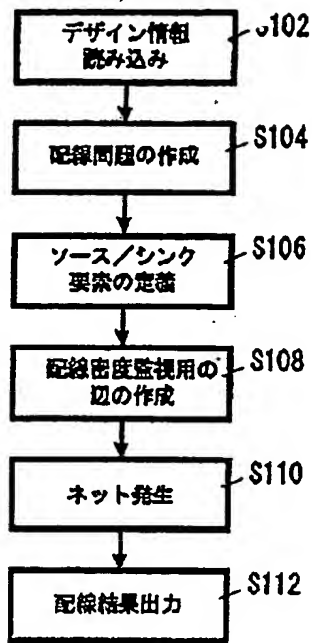 デザイン情報
読み込み
S102
配線問題の作成
S104
ソース/シンク
要素の定義
S106
配線密度監視用の
辺の作成
S108
ネット発生
S110
配線結果出力
S112